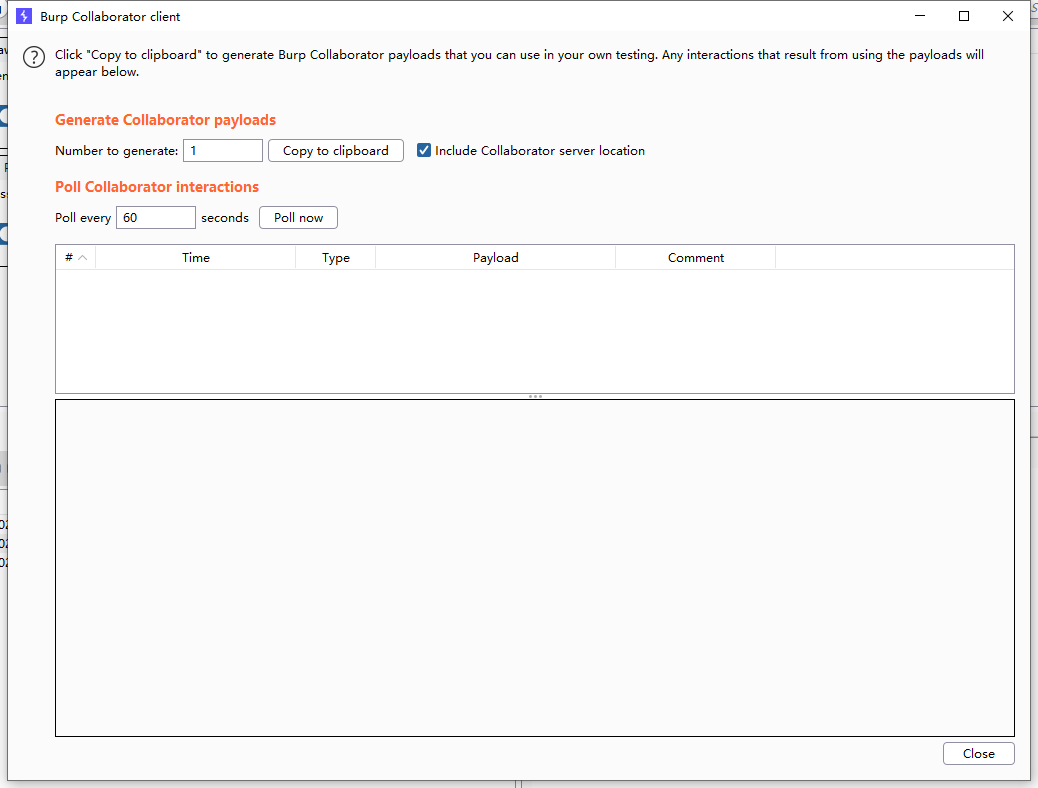 Burp Collaborator client
Click "Copy to clipboard" to generate Burp Collaborator payloads that you can use in your own testing. Any interactions that result from using the payloads will
appear below.
Generate Collaborator payloads
Number to generate: 1 Copy to clipboard Include Collaborator server location
Poll Collaborator interactions
Poll every 60 seconds Poll now
# Time Type Payload Comment
Close